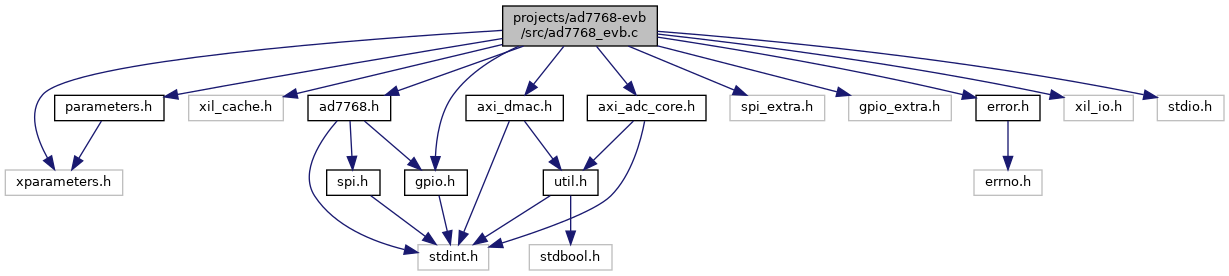 projects/ad7768-evb
/src/ad7768_evb.c
parameters.h
xil_cache.h
ad7768.h
axi_dmac.h
axi_adc_core.h
spi_extra.h
gpio_extra.h
error.h
xil_io.h
stdio.h
xparameters.h
spi.h
gpio.h
util.h
errno.h
stdint.h
stdbool.h